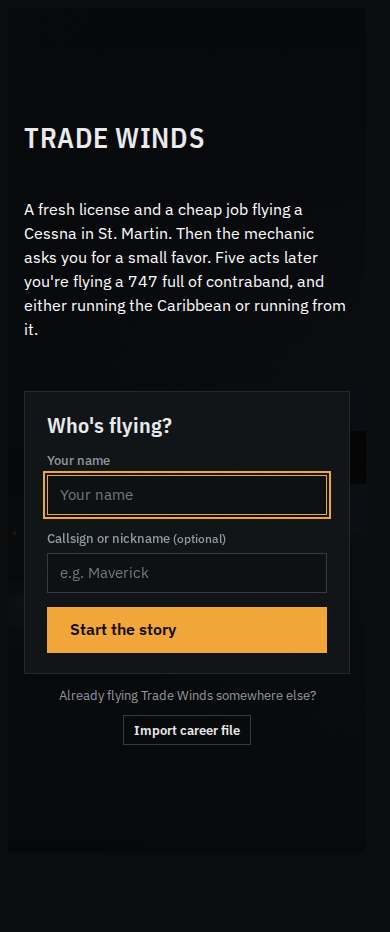 TRADE WINDS
A fresh license and a cheap job flying a
Cessna in St. Martin. Then the mechanic
asks you for a small favor. Five acts later
you're flying a 747 full of contraband, and
either running the Caribbean or running from
it.
Who's flying?
Your name
Your name
Callsign or nickname (optional)
e.g. Maverick
Start the story
Already flying Trade Winds somewhere else?
Import career file